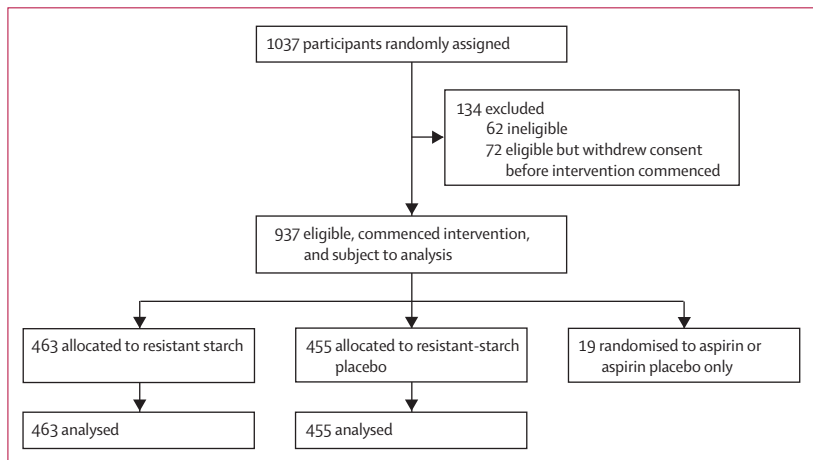 1037 participants randomly assigned
134 excluded
62 ineligible
72 eligible but withdrew consent
before intervention commenced
937 eligible, commenced intervention,
and subject to analysis
463 allocated to resistant starch
455 allocated to resistant-starch
placebo
19 randomised to aspirin or
aspirin placebo only
463 analysed
455 analysed